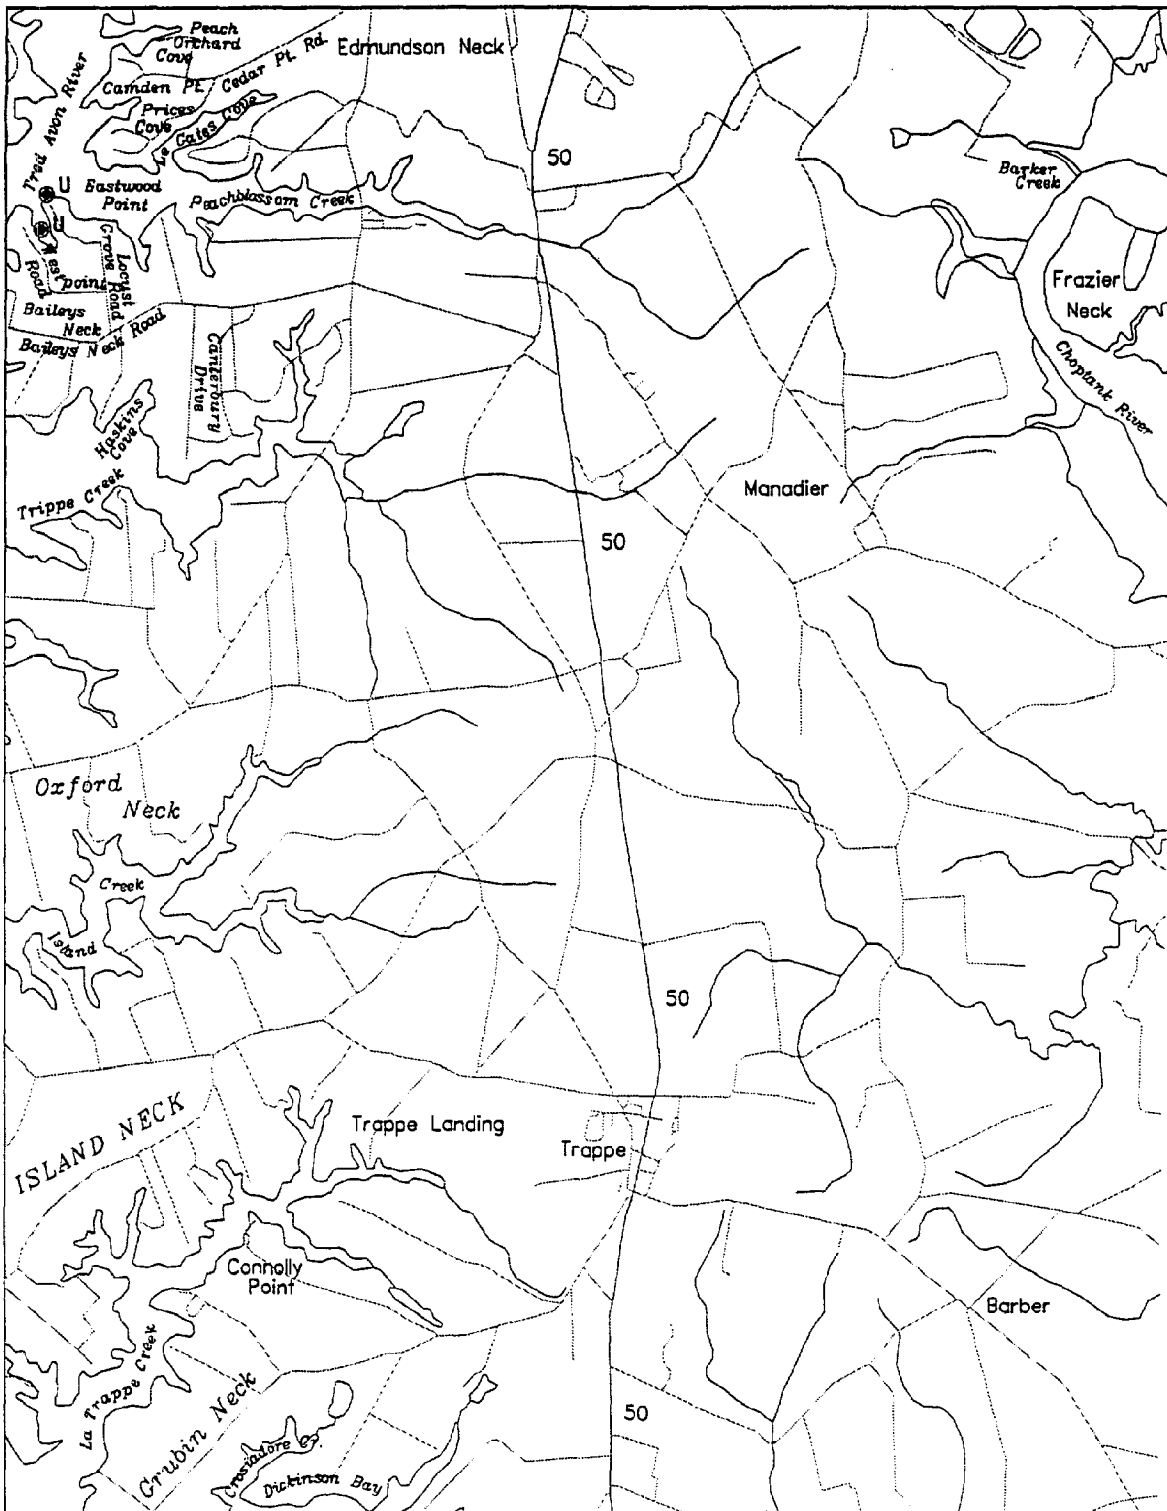 Peach
Orchard
Cove
Edmundson Neck
Camden Pt.
Cedar Pt. Rd.
Tred Avon River
Prices
Cove
Le Gates Cove
50
U
Eastwood
Point
Peachblossom Creek
Barker
Creek
U
West point
Road
Locust
Grove
Road
Frazier
Neck
Baileys
Neck
Baileys Neck Road
Canterbury
Drive
Choptank River
Haskins
Cove
Trippe Creek
Manadier
50
Oxford
Neck
Creek
Island
50
ISLAND NECK
Trappe Landing
Trappe
Connolly
Point
Barber
La Trappe Creek
Grubin Neck
50
Crosiadore Cr.
Dickinson Bay